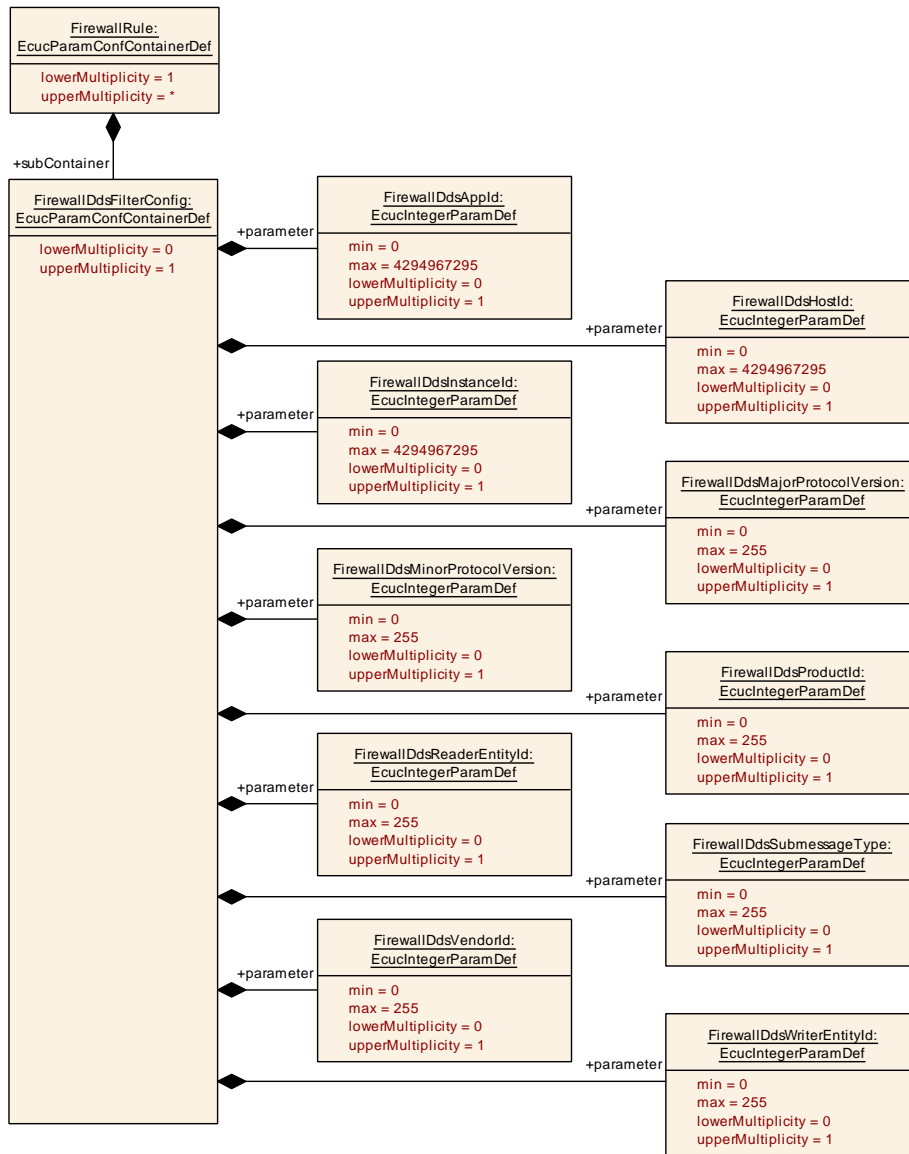 FirewallRule:
EcucParamConfContainerDef
lowerMultiplicity = 1
upperMultiplicity = *
+subContainer
FirewallDdsFilterConfig:
EcucParamConfContainerDef
lowerMultiplicity = 0
upperMultiplicity = 1
+parameter
FirewallDdsAppId:
EcucIntegerParamDef
min = 0
max = 4294967295
lowerMultiplicity = 0
upperMultiplicity = 1
+parameter
FirewallDdsHostId:
EcucIntegerParamDef
min = 0
max = 4294967295
lowerMultiplicity = 0
upperMultiplicity = 1
+parameter
FirewallDdsInstanceId:
EcucIntegerParamDef
min = 0
max = 4294967295
lowerMultiplicity = 0
upperMultiplicity = 1
+parameter
FirewallDdsMajorProtocolVersion:
EcucIntegerParamDef
min = 0
max = 255
lowerMultiplicity = 0
upperMultiplicity = 1
+parameter
FirewallDdsMinorProtocolVersion:
EcucIntegerParamDef
min = 0
max = 255
lowerMultiplicity = 0
upperMultiplicity = 1
+parameter
FirewallDdsProductId:
EcucIntegerParamDef
min = 0
max = 255
lowerMultiplicity = 0
upperMultiplicity = 1
+parameter
FirewallDdsReaderEntityId:
EcucIntegerParamDef
min = 0
max = 255
lowerMultiplicity = 0
upperMultiplicity = 1
+parameter
FirewallDdsSubmessageType:
EcucIntegerParamDef
min = 0
max = 255
lowerMultiplicity = 0
upperMultiplicity = 1
+parameter
FirewallDdsVendorId:
EcucIntegerParamDef
min = 0
max = 255
lowerMultiplicity = 0
upperMultiplicity = 1
+parameter
FirewallDdsWriterEntityId:
EcucIntegerParamDef
min = 0
max = 255
lowerMultiplicity = 0
upperMultiplicity = 1